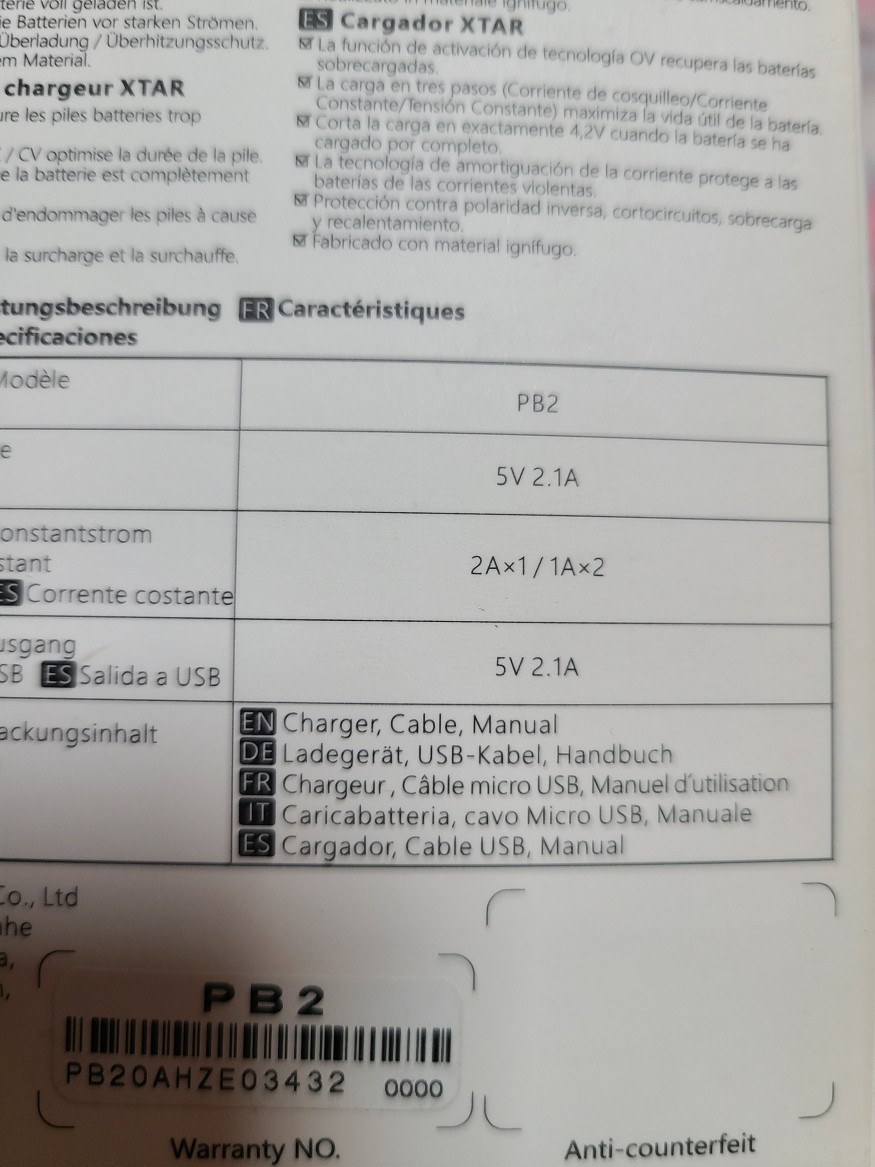 terie voll geladen ist.
ie Batterien vor starken Strömen.
Überladung / Überhitzungsschutz.
em Material.
chargeur XTAR
ure les piles batteries trop
/ CV optimise la durée de la pile.
e la batterie est complètement
d'endommager les piles à cause
la surcharge et la surchauffe.
ignifugo.
ES Cargador XTAR
☑ La función de activación de tecnología OV recupera las baterías
sobrecargadas.
☑ La carga en tres pasos (Corriente de cosquilleo/Corriente
Constante/Tensión Constante) maximiza la vida útil de la batería.
☑ Corta la carga en exactamente 4,2V cuando la batería se ha
cargado por completo.
☑ La tecnología de amortiguación de la corriente protege a las
baterías de las corrientes violentas.
☑ Protección contra polaridad inversa, cortocircuitos, sobrecarga
y recalentamiento.
☑ Fabricado con material ignífugo.
tungsbeschreibung FR Caractéristiques
ecificaciones
Modèle
PB2
e
5V 2.1A
onstantstrom
stant
ES Corrente costante
2A×1 / 1A×2
usgang
SB ES Salida a USB
5V 2.1A
ackungsinhalt
EN Charger, Cable, Manual
DE Ladegerät, USB-Kabel, Handbuch
FR Chargeur, Câble micro USB, Manuel d'utilisation
IT Caricabatteria, cavo Micro USB, Manuale
ES Cargador, Cable USB, Manual
Co., Ltd
he
a,
PB2
PB20AHZE03432 0000
Warranty NO.
Anti-counterfeit